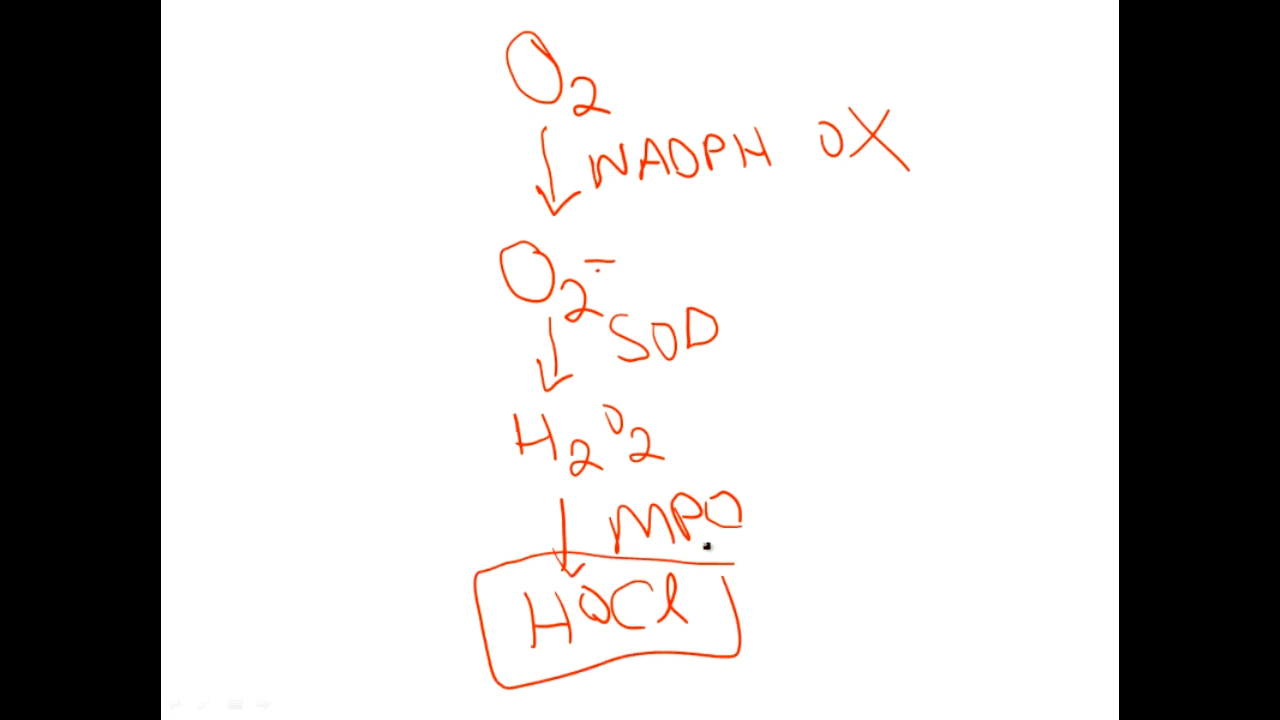 O₂
NADPH OX
O₂⁻
SOD
H₂O₂
MPO
HOCl